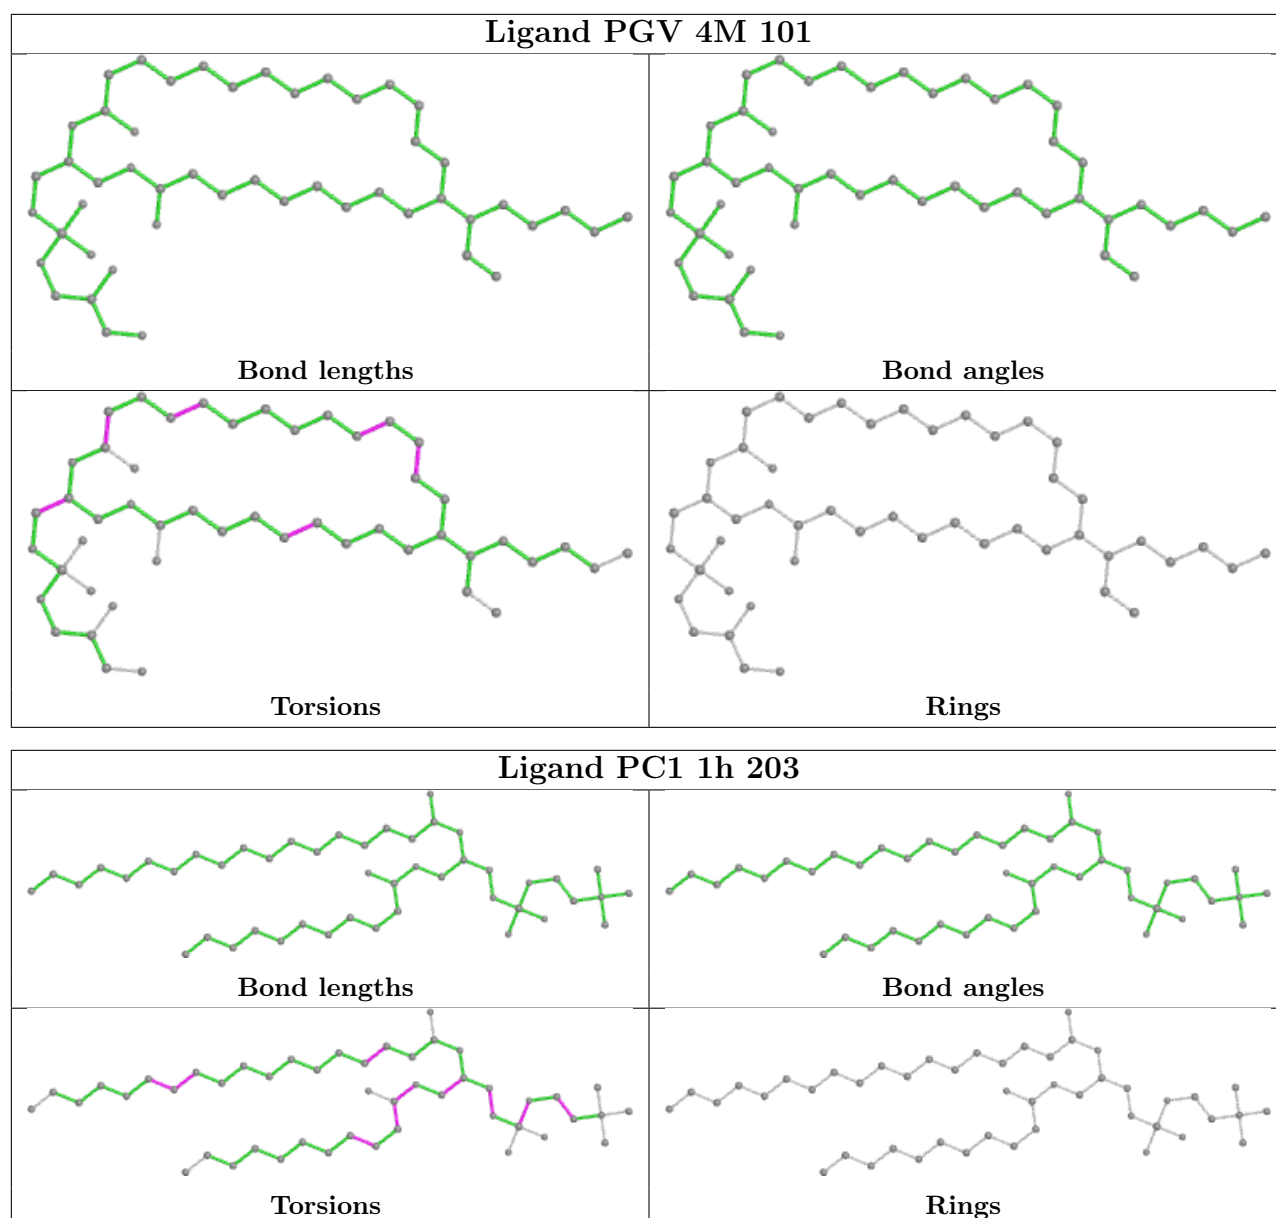 Ligand PGV 4M 101
Bond lengths
Bond angles
Torsions
Rings
Ligand PC1 1h 203
Bond lengths
Bond angles
Torsions
Rings